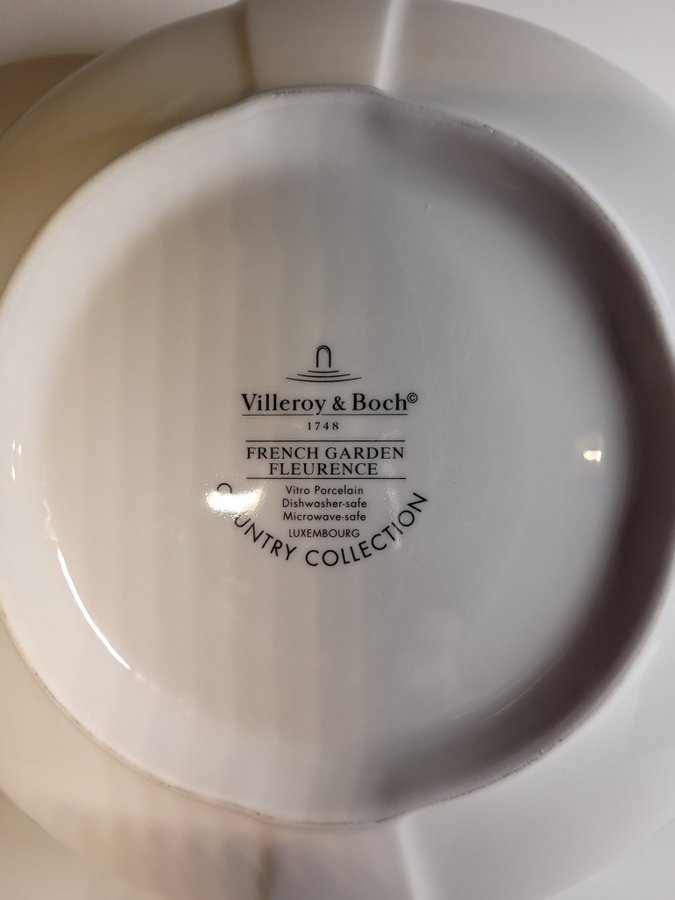 Villeroy & Boch©
1748
FRENCH GARDEN
FLEURENCE
Vitro Porcelain
Dishwasher-safe
Microwave-safe
LUXEMBOURG
COUNTRY COLLECTION